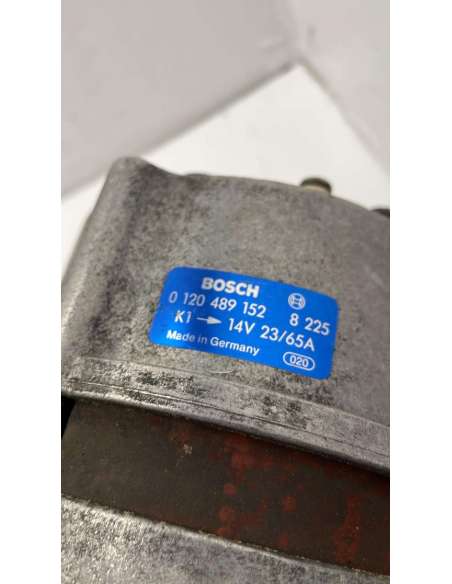 BOSCH
0 120 489 152 8 225
K1 → 14V 23/65A
Made in Germany 020